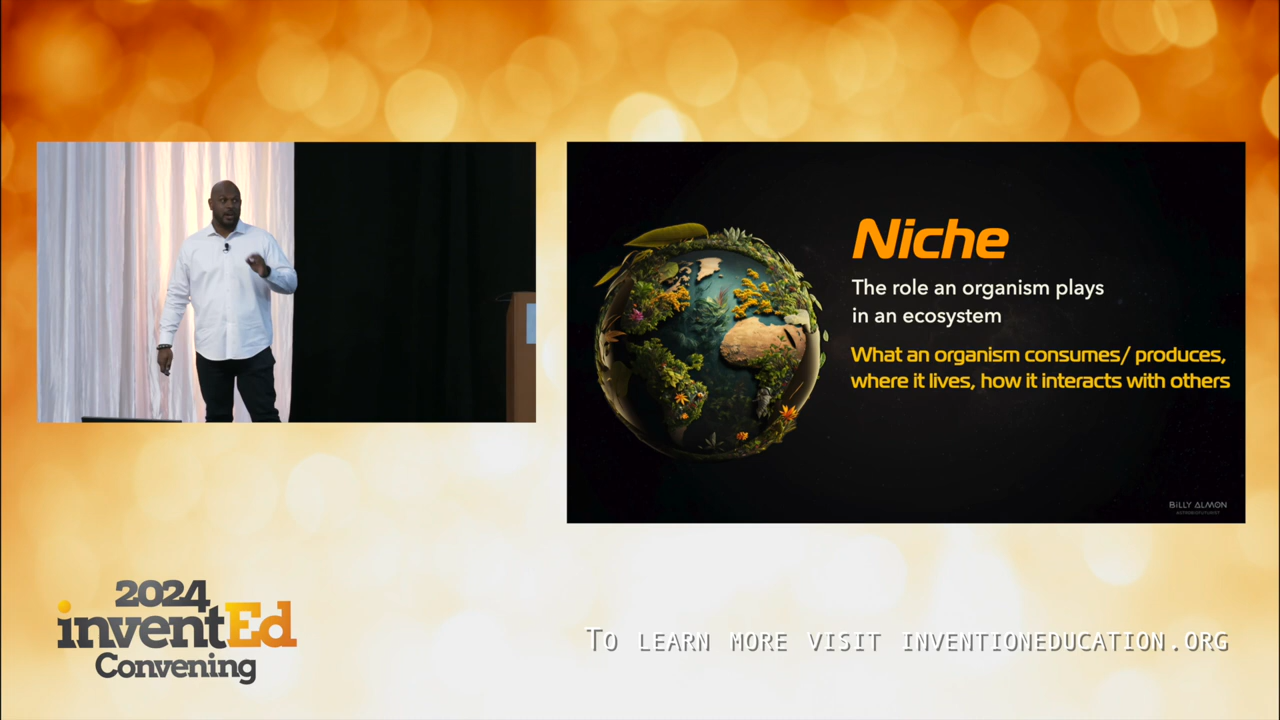 Niche
The role an organism plays
in an ecosystem
What an organism consumes/ produces,
where it lives, how it interacts with others
BiLLY ALMON
2024
inventEd
Convening
To learn more visit inventioneducation.org